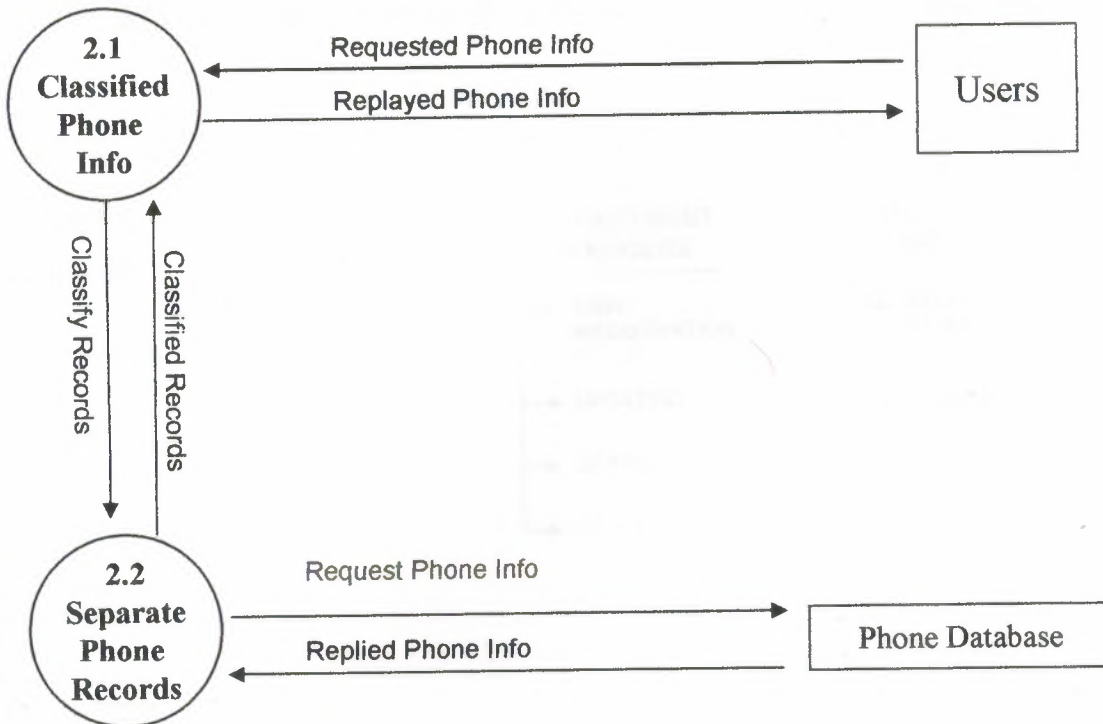 2.1
Classified
Phone
Info
Requested Phone Info
Replayed Phone Info
Users
Classify Records
Classified Records
2.2
Separate
Phone
Records
Request Phone Info
Replied Phone Info
Phone Database